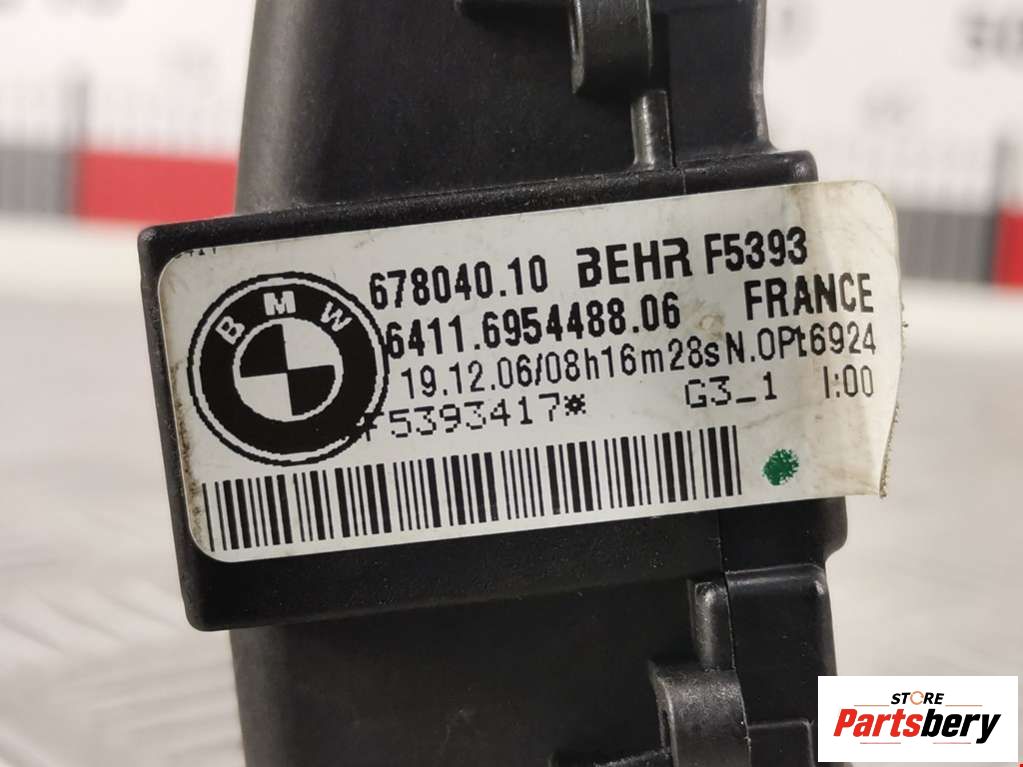 678040.10 BEHR F5393
6411.6954488.06 FRANCE
19.12.06/08h16m28s N.OPt6924
5393417* G3_1 I:00
BMW
STORE
Partsbery